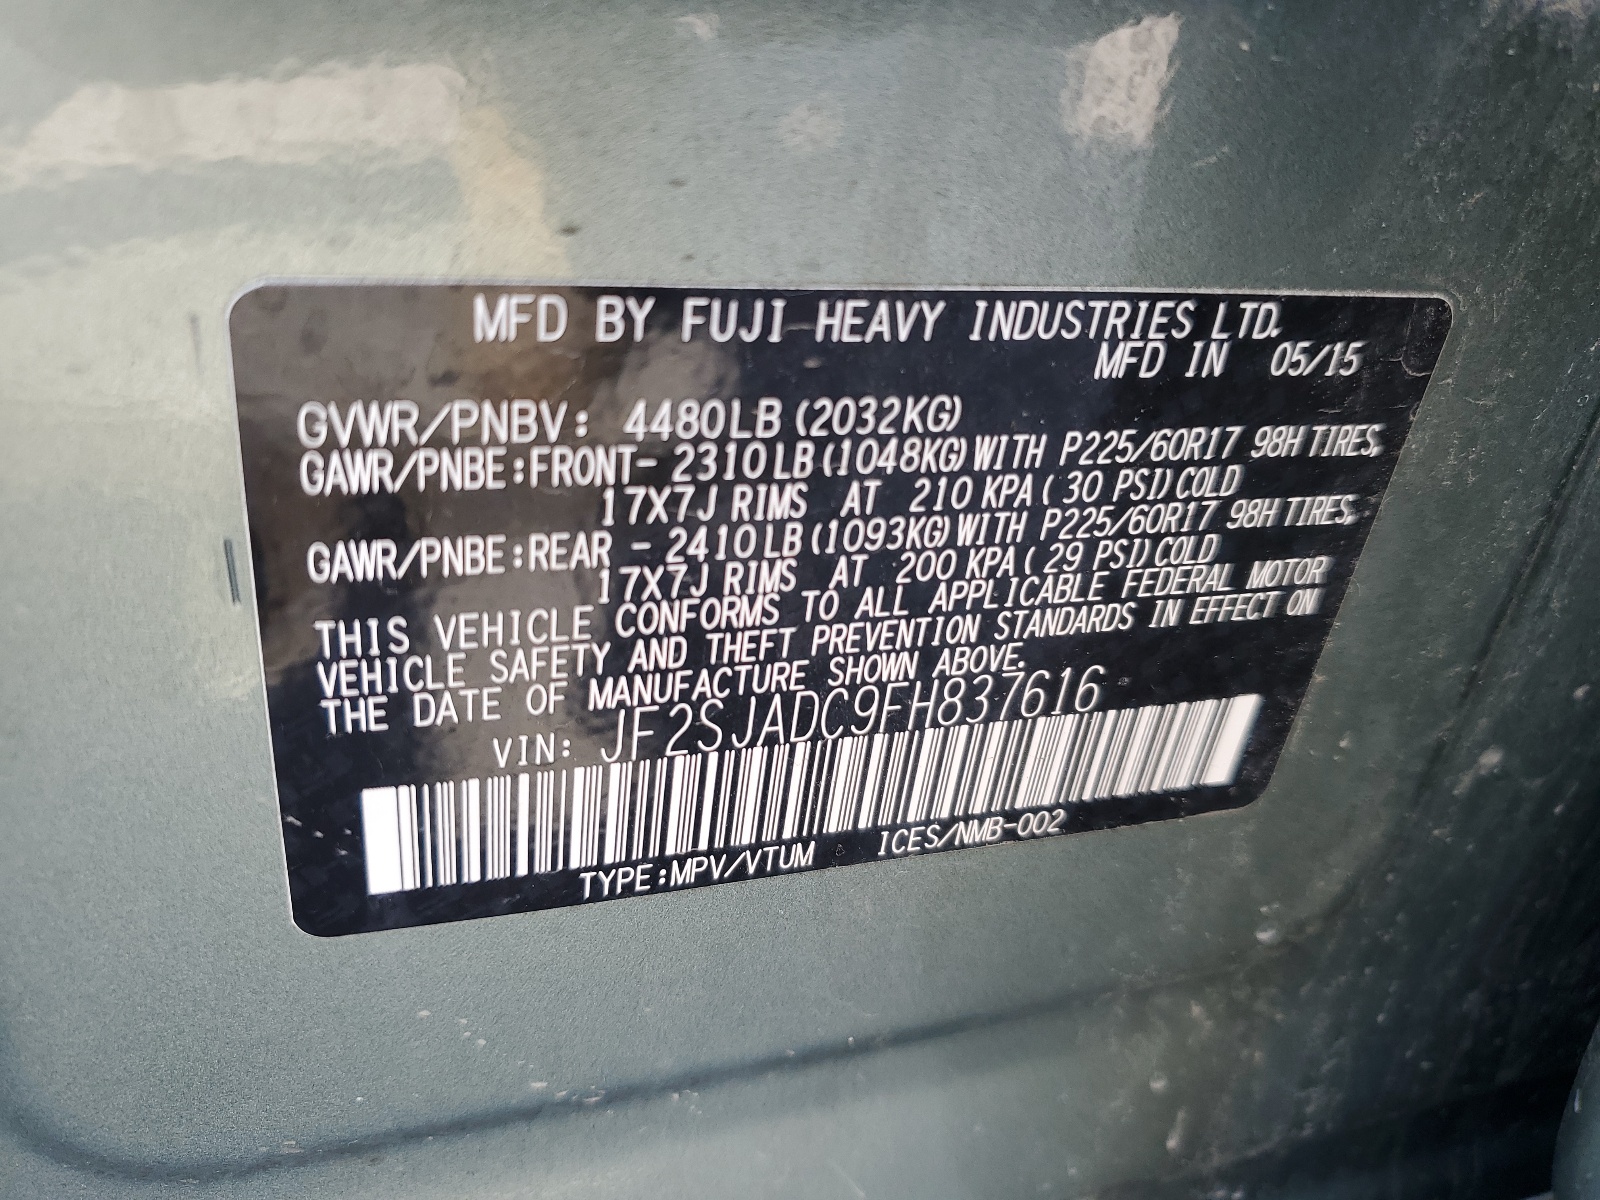 MFD BY FUJI HEAVY INDUSTRIES LTD.
MFD IN 05/15
GVWR/PNBV: 4480LB (2032KG)
GAWR/PNBE:FRONT- 2310LB(1048KG)WITH P225/60R17 98H TIRES,
17X7J RIMS AT 210 KPA( 30 PSI)COLD
GAWR/PNBE:REAR - 2410LB(1093KG)WITH P225/60R17 98H TIRES,
17X7J RIMS AT 200 KPA( 29 PSI)COLD
THIS VEHICLE CONFORMS TO ALL APPLICABLE FEDERAL MOTOR
VEHICLE SAFETY AND THEFT PREVENTION STANDARDS IN EFFECT ON
THE DATE OF MANUFACTURE SHOWN ABOVE.
VIN: JF2SJADC9FH837616
TYPE:MPV/VTUM ICES/NMB-002